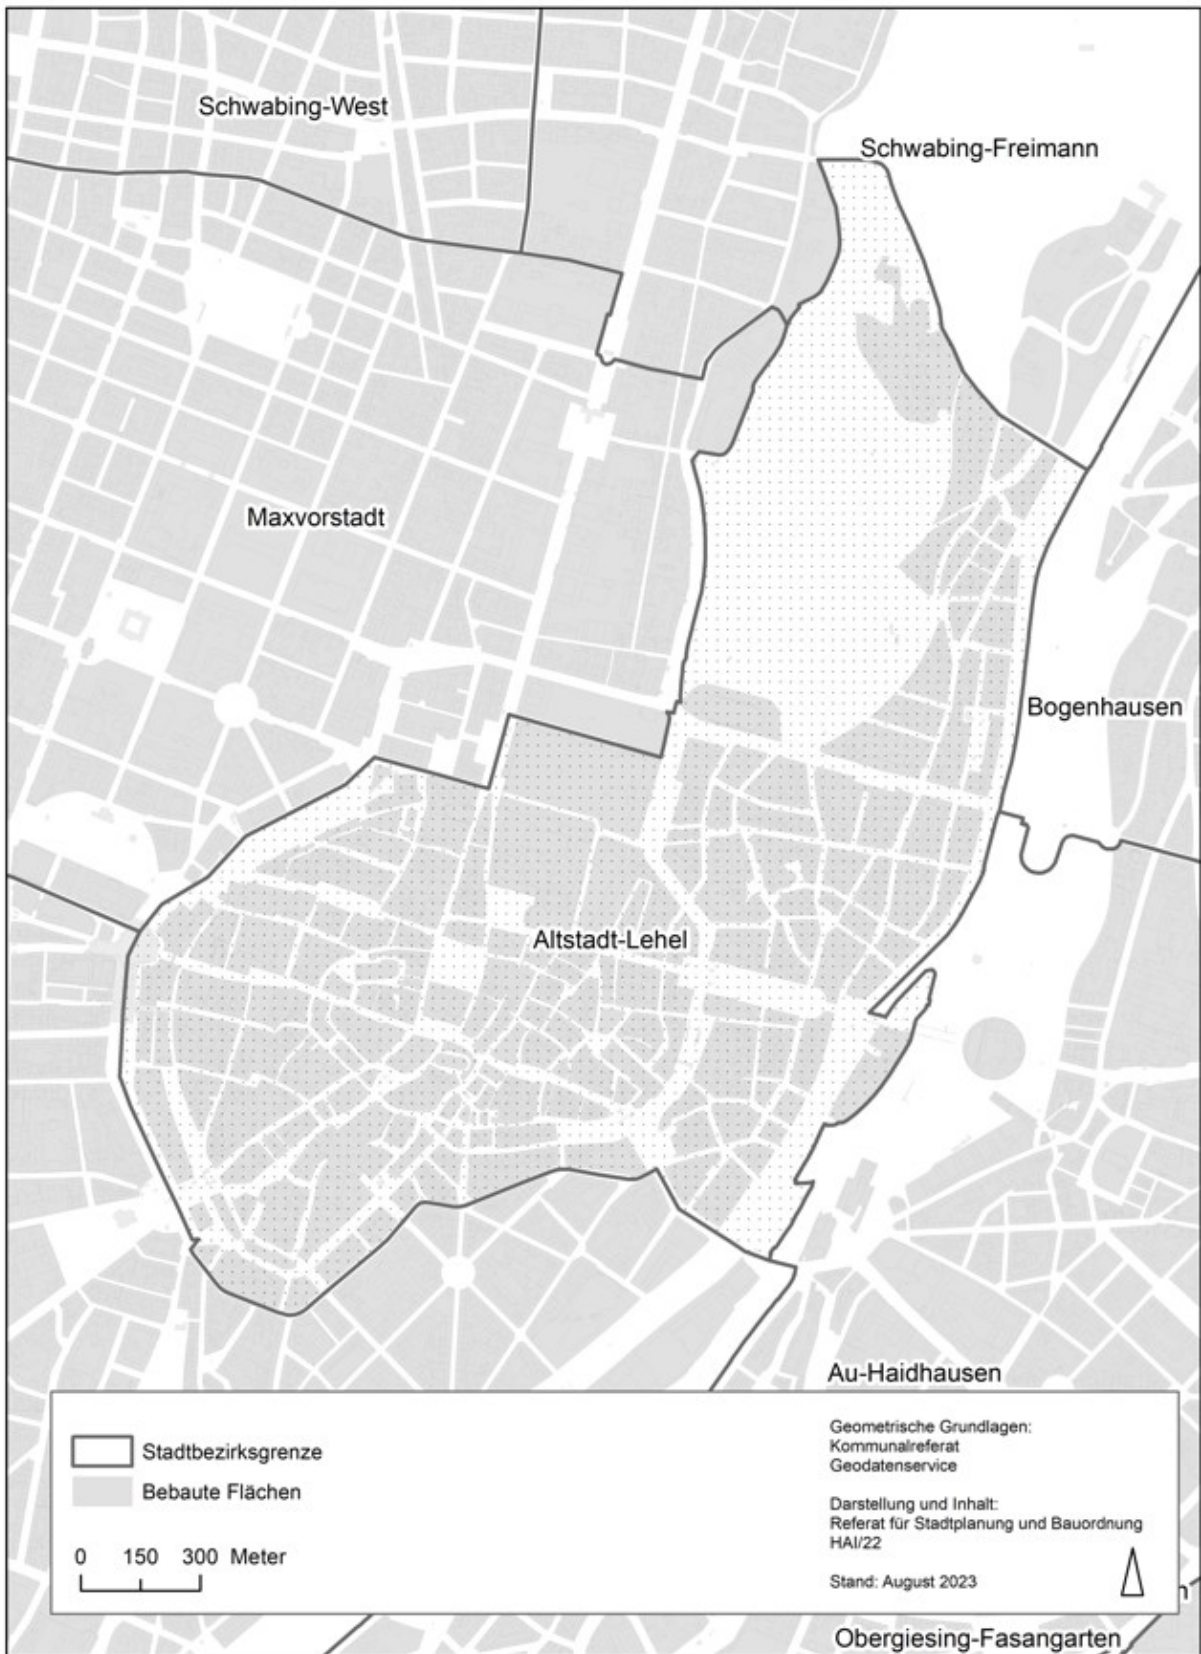 Schwabing-West
Schwabing-Freimann
Maxvorstadt
Bogenhausen
Altstadt-Lehel
Au-Haidhausen
Stadtbezirksgrenze
Bebaute Flächen
0 150 300 Meter
Geometrische Grundlagen:
Kommunalreferat
Geodatenservice
Darstellung und Inhalt:
Referat für Stadtplanung und Bauordnung
HAI/22
Stand: August 2023
Obergiesing-Fasangarten